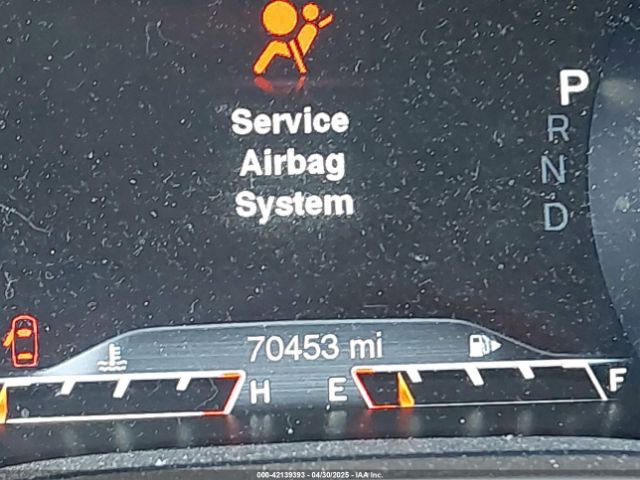 Service
Airbag
System
P
R
N
D
70453 mi
H
E
F
000-42139393 - 04/30/2025 - IAA Inc.